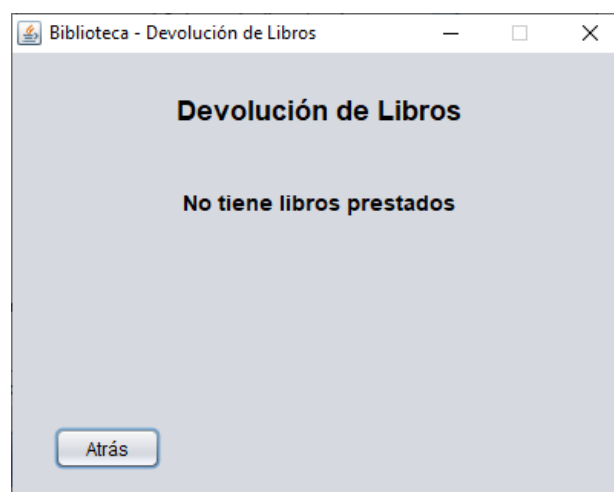 Biblioteca - Devolución de Libros
Devolución de Libros
No tiene libros prestados
Atrás